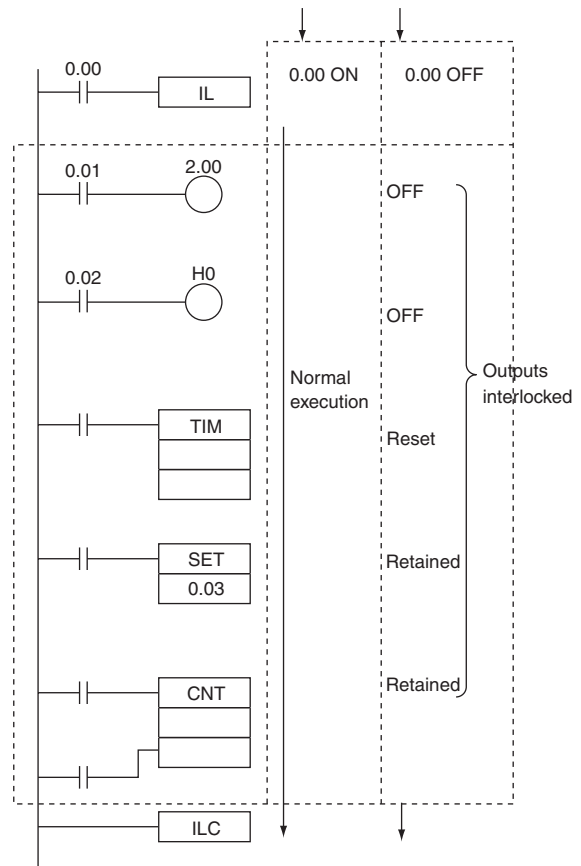 0.00
IL
0.00 ON
0.00 OFF
0.01
2.00
OFF
0.02
H0
OFF
Normal
execution
Outputs
interlocked
TIM
Reset
SET
0.03
Retained
CNT
Retained
ILC